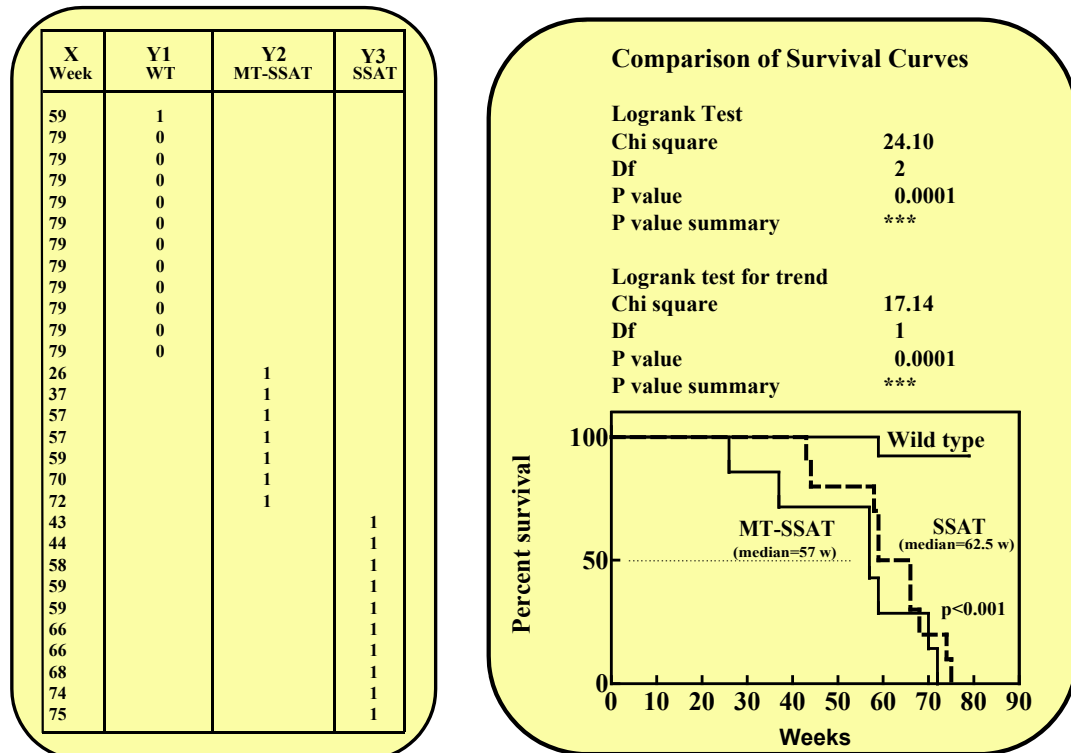 X Y1 Y2 Y3
Week WT MT-SSAT SSAT
59 1
79 0
79 0
79 0
79 0
79 0
79 0
79 0
79 0
79 0
79 0
79 0
26 1
37 1
57 1
57 1
59 1
70 1
72 1
43 1
44 1
58 1
59 1
59 1
66 1
66 1
68 1
74 1
75 1
Comparison of Survival Curves
Logrank Test
Chi square 24.10
Df 2
P value 0.0001
P value summary ***
Logrank test for trend
Chi square 17.14
Df 1
P value 0.0001
P value summary ***
Percent survival
100
50
0
Wild type
MT-SSAT
(median=57 w)
SSAT
(median=62.5 w)
p<0.001
0 10 20 30 40 50 60 70 80 90
Weeks